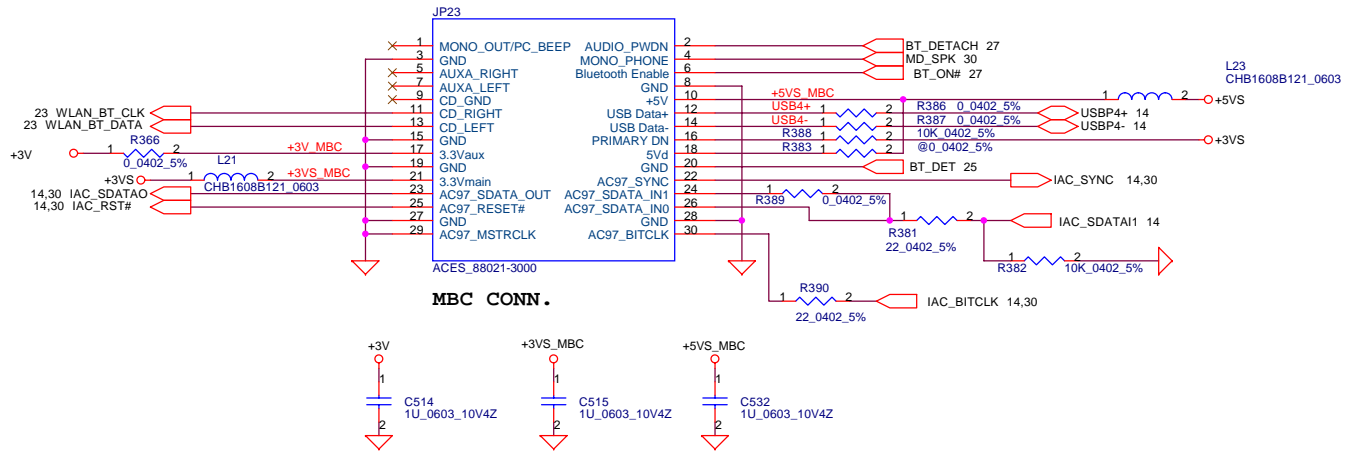 JP23
1 MONO_OUT/PC_BEEP AUDIO_PWDN 2 BT_DETACH 27
3 GND MONO_PHONE 4 MD_SPK 30
5 AUXA_RIGHT Bluetooth Enable 6 BT_ON# 27
7 AUXA_LEFT GND 8
9 CD_GND +5V 10 +5VS_MBC 1 2 +5VS
L23
CHB1608B121_0603
23 WLAN_BT_CLK 11 CD_RIGHT USB Data+ 12 USB4+ 1 2 R386 0_0402_5% USBP4+ 14
23 WLAN_BT_DATA 13 CD_LEFT USB Data- 14 USB4- 1 2 R387 0_0402_5% USBP4- 14
15 GND PRIMARY DN 16 R388 1 2 10K_0402_5% +3VS
+3V 1 R366 2 0_0402_5% +3V_MBC 17 3.3Vaux 5Vd 18 R383 1 2 @0_0402_5%
19 GND GND 20 BT_DET 25
+3VS 1 L21 2 CHB1608B121_0603 +3VS_MBC 21 3.3Vmain AC97_SYNC 22 IAC_SYNC 14,30
14,30 IAC_SDATAO 23 AC97_SDATA_OUT AC97_SDATA_IN1 24 1 R389 2 0_0402_5%
14,30 IAC_RST# 25 AC97_RESET# AC97_SDATA_IN0 26
27 GND GND 28 1 R381 2 22_0402_5% IAC_SDATAI1 14
29 AC97_MSTRCLK AC97_BITCLK 30
1 R382 2 10K_0402_5%
ACES_88021-3000
MBC CONN.
1 R390 2 22_0402_5% IAC_BITCLK 14,30
+3V
1
C514
1U_0603_10V4Z
2
+3VS_MBC
1
C515
1U_0603_10V4Z
2
+5VS_MBC
1
C532
1U_0603_10V4Z
2